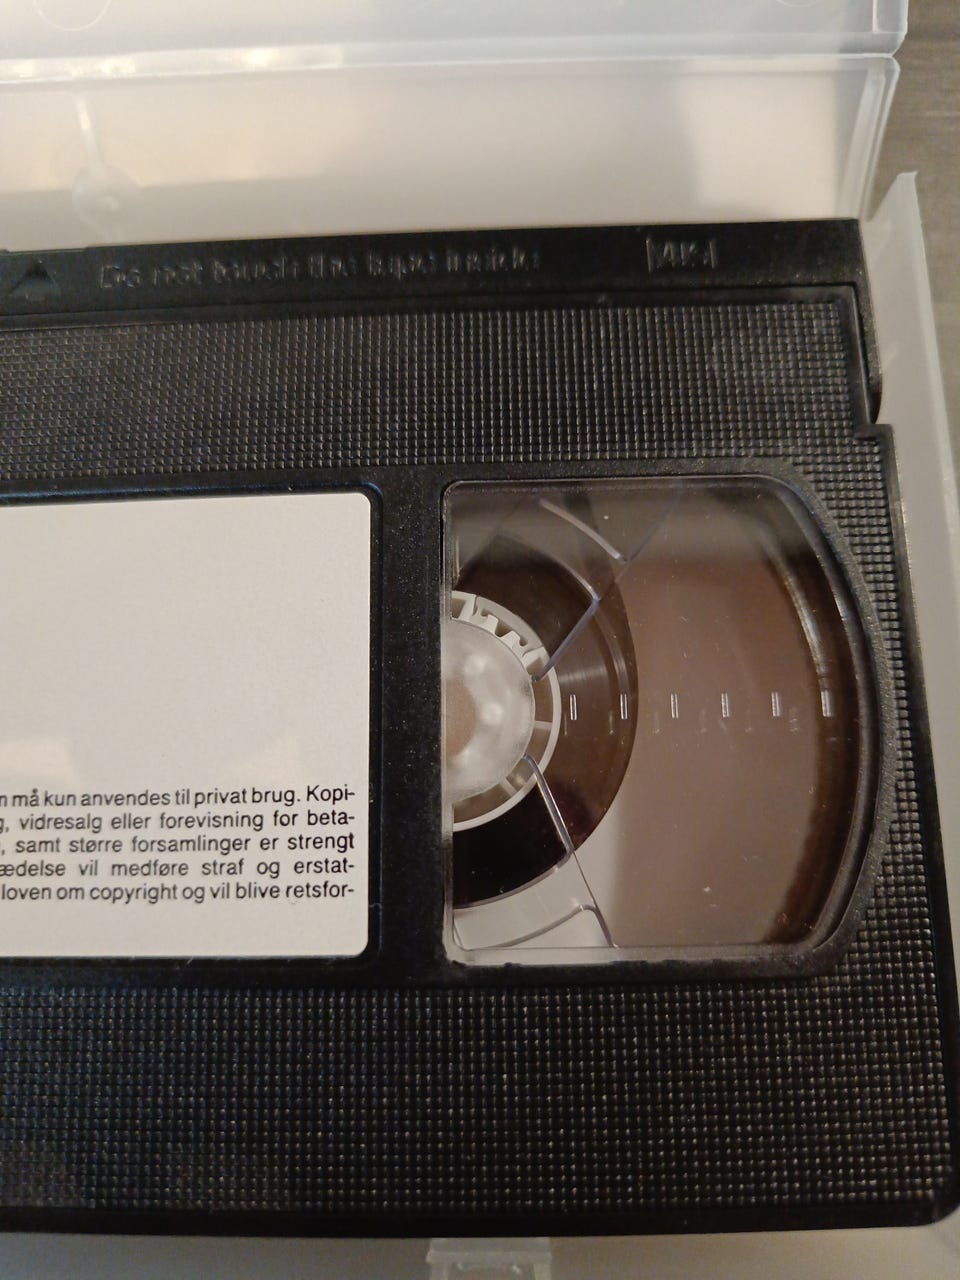 Do not touch the tape inside
må kun anvendes til privat brug. Kopi-
vidresalg eller forevisning for beta-
samt større forsamlinger er strengt
vil medføre straf og erstat-
loven om copyright og vil blive retsfor-